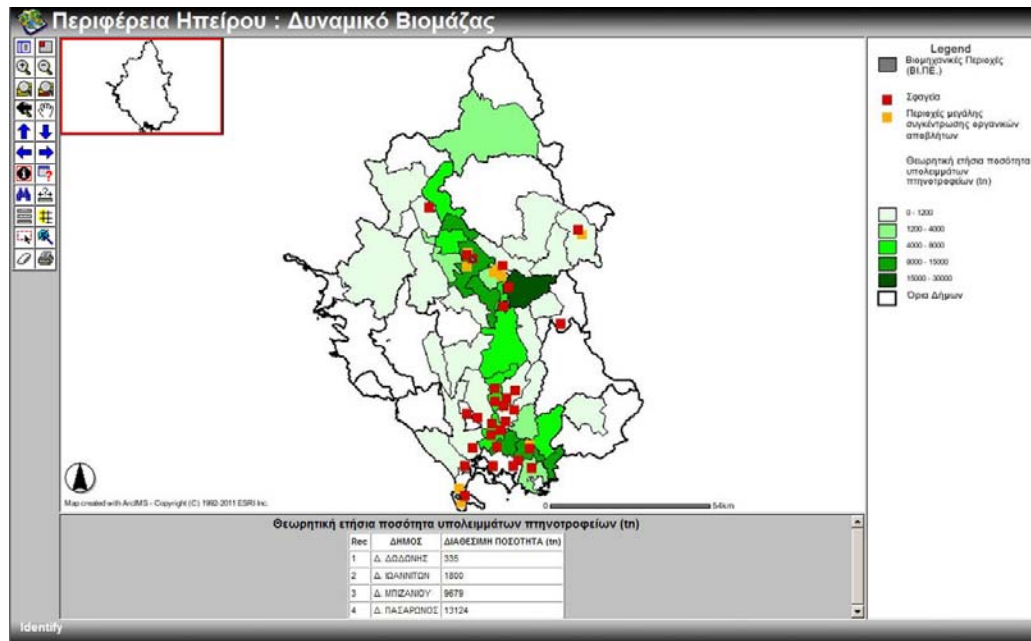 Περιφέρεια Ηπείρου : Δυναμικό Βιομάζας
Legend
Βιομηχανικές Περιοχές
(ΒΙ.ΠΕ.)
Σφαγεία
Περιοχές μεγάλης
συγκέντρωσης οργανικών
αποβλήτων
Θεωρητική ετήσια ποσότητα
υπολειμμάτων
πτηνοτροφείων (tn)
0 - 1200
1200 - 4000
4000 - 8000
8000 - 15000
15000 - 30000
Όρια Δήμων
Map created with ArcIMS - Copyright (C) 1992-2011 ESRI Inc.
0 54km
Θεωρητική ετήσια ποσότητα υπολειμμάτων πτηνοτροφείων (tn)
Rec ΔΗΜΟΣ ΔΙΑΘΕΣΙΜΗ ΠΟΣΟΤΗΤΑ (tn)
1 Δ. ΔΩΔΩΝΗΣ 335
2 Δ. ΙΩΑΝΝΙΤΩΝ 1800
3 Δ. ΜΠΙΖΑΝΙΟΥ 9679
4 Δ. ΠΑΣΑΡΩΝΟΣ 13124
Identify